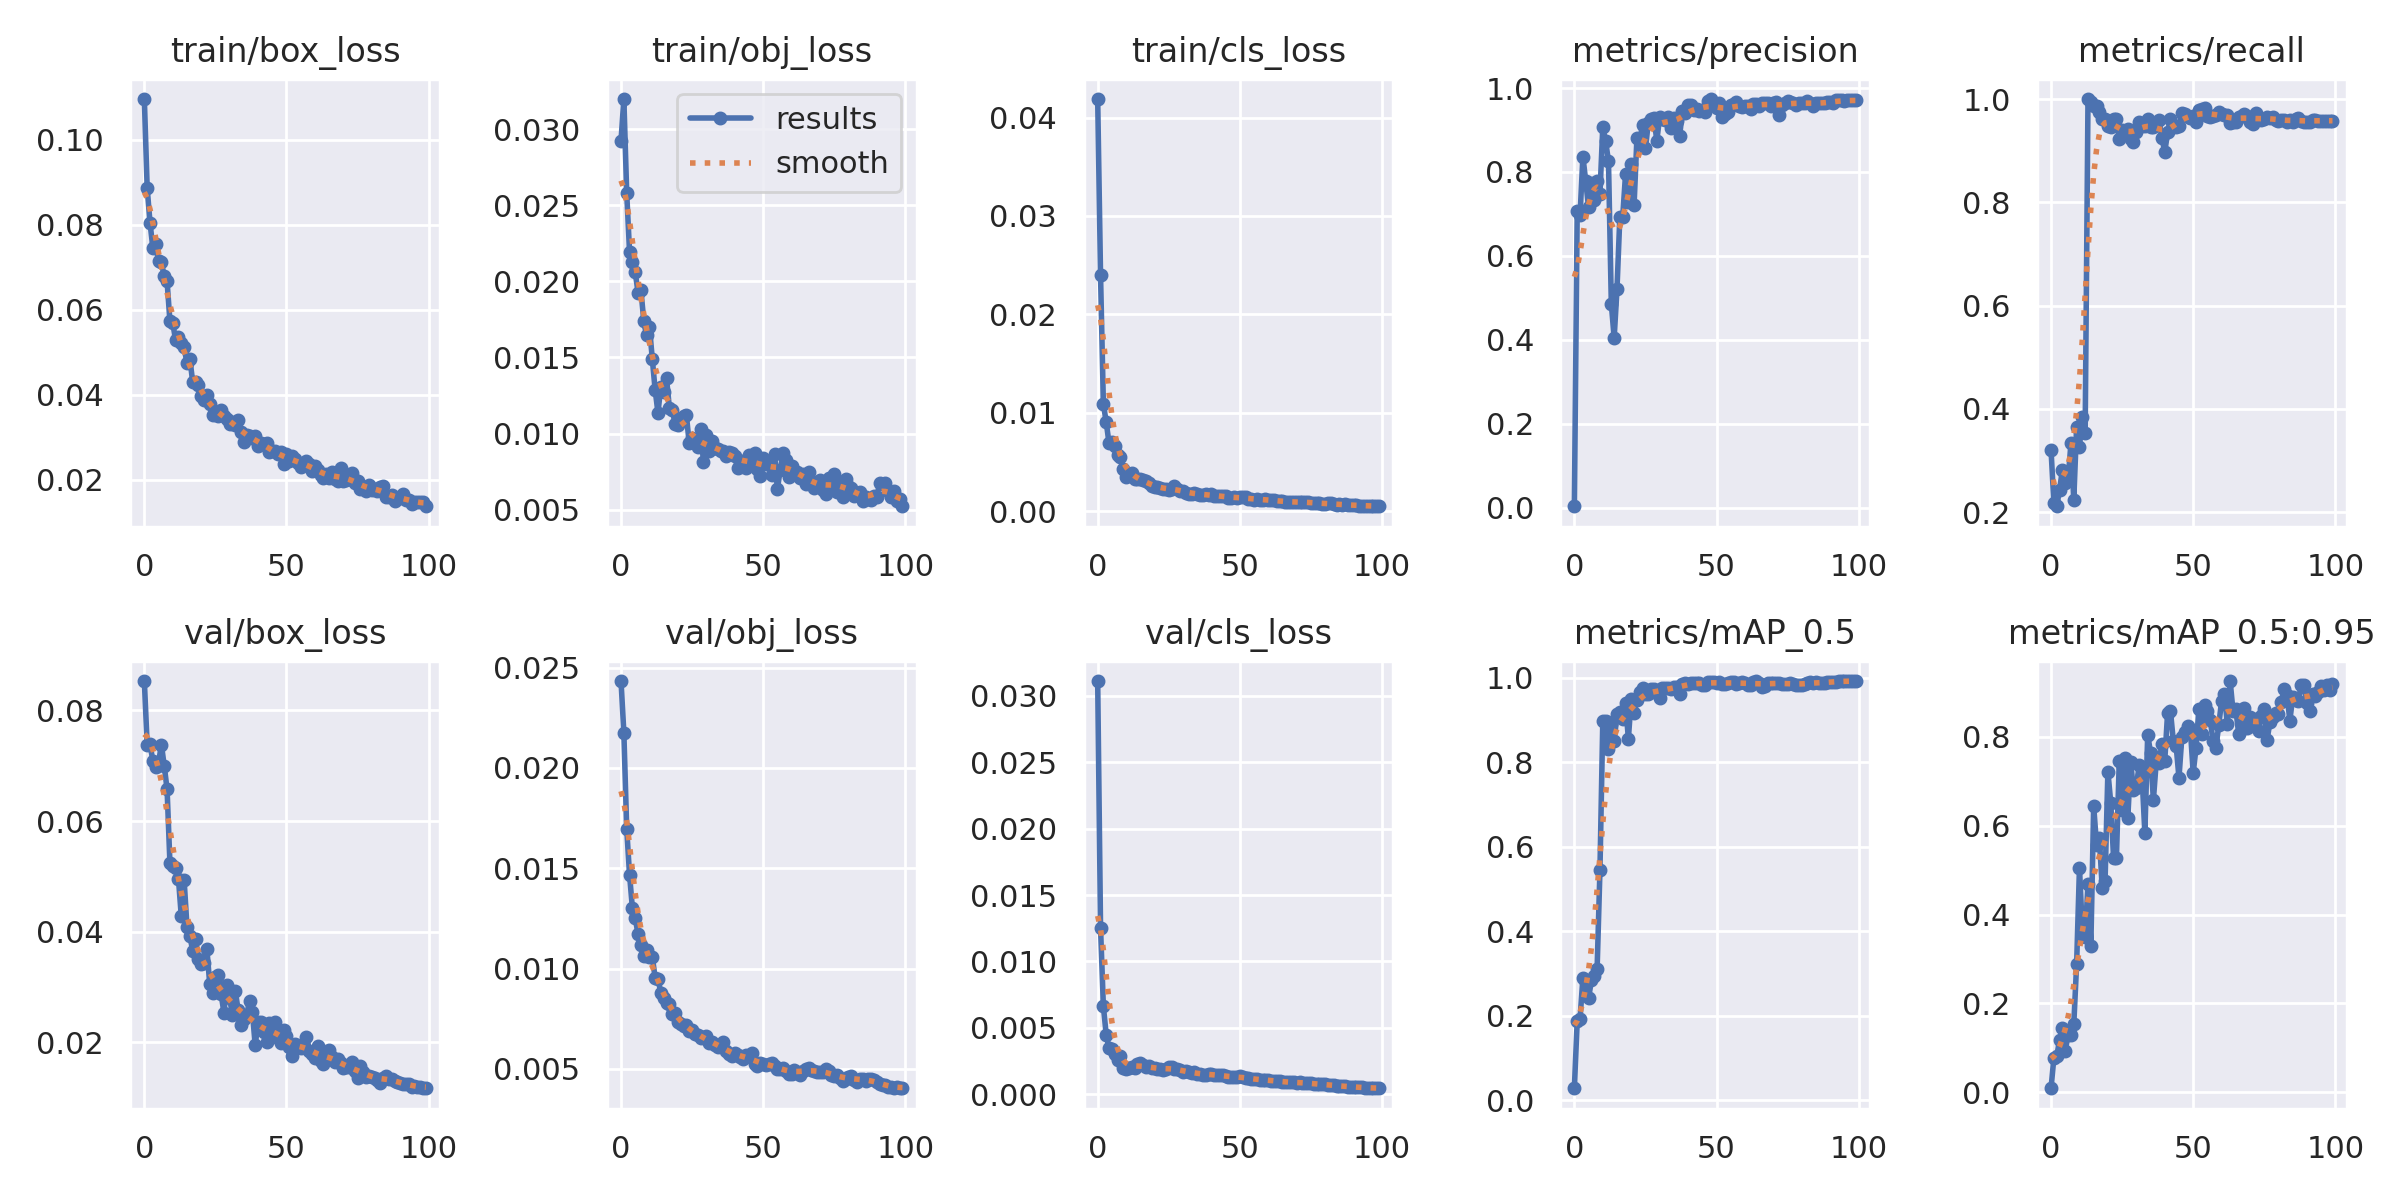 train/box_loss
0.10
0.08
0.06
0.04
0.02
0 50 100
train/obj_loss
results
smooth
0.030
0.025
0.020
0.015
0.010
0.005
0 50 100
train/cls_loss
0.04
0.03
0.02
0.01
0.00
0 50 100
metrics/precision
1.0
0.8
0.6
0.4
0.2
0.0
0 50 100
metrics/recall
1.0
0.8
0.6
0.4
0.2
0 50 100
val/box_loss
0.08
0.06
0.04
0.02
0 50 100
val/obj_loss
0.025
0.020
0.015
0.010
0.005
0 50 100
val/cls_loss
0.030
0.025
0.020
0.015
0.010
0.005
0.000
0 50 100
metrics/mAP_0.5
1.0
0.8
0.6
0.4
0.2
0.0
0 50 100
metrics/mAP_0.5:0.95
0.8
0.6
0.4
0.2
0.0
0 50 100